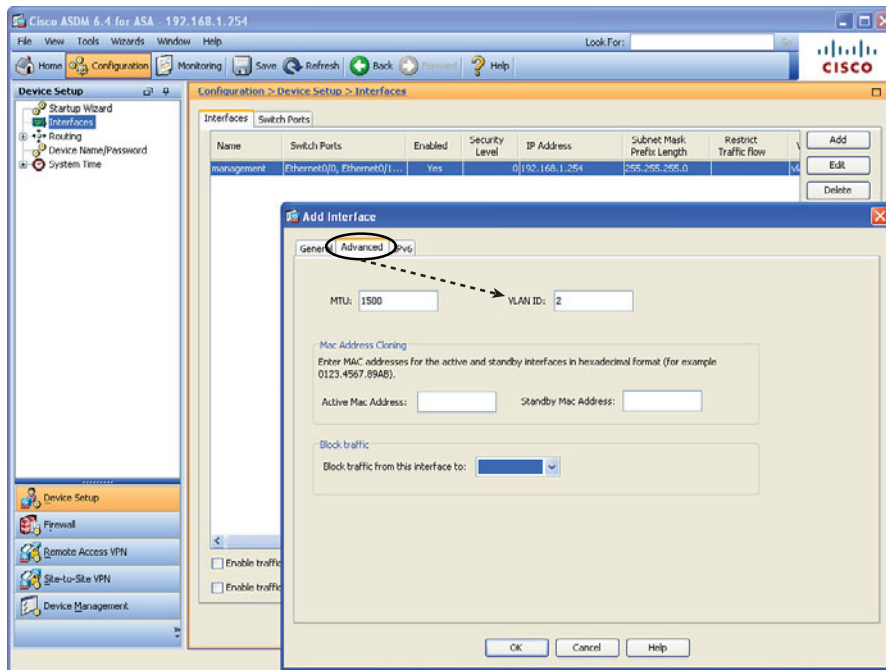 Cisco ASDM 6.4 for ASA - 192.168.1.254
File View Tools Wizards Window Help
Look For:
Go
Home Configuration Monitoring Save Refresh Back Forward Help
CISCO
Device Setup
Configuration > Device Setup > Interfaces
Startup Wizard
Interfaces
Routing
Device Name/Password
System Time
Interfaces Switch Ports
Name Switch Ports Enabled Security Level IP Address Subnet Mask Prefix Length Restrict Traffic flow
management Ethernet0/0, Ethernet0/1... Yes 0 192.168.1.254 255.255.255.0
Add
Edit
Delete
Add Interface
General Advanced IPv6
MTU: 1500 VLAN ID: 2
Mac Address Cloning
Enter MAC addresses for the active and standby interfaces in hexadecimal format (for example
0123.4567.89AB).
Active Mac Address: Standby Mac Address:
Block traffic
Block traffic from this interface to:
Device Setup
Firewall
Remote Access VPN
Site-to-Site VPN
Device Management
Enable traffic
Enable traffic
OK Cancel Help